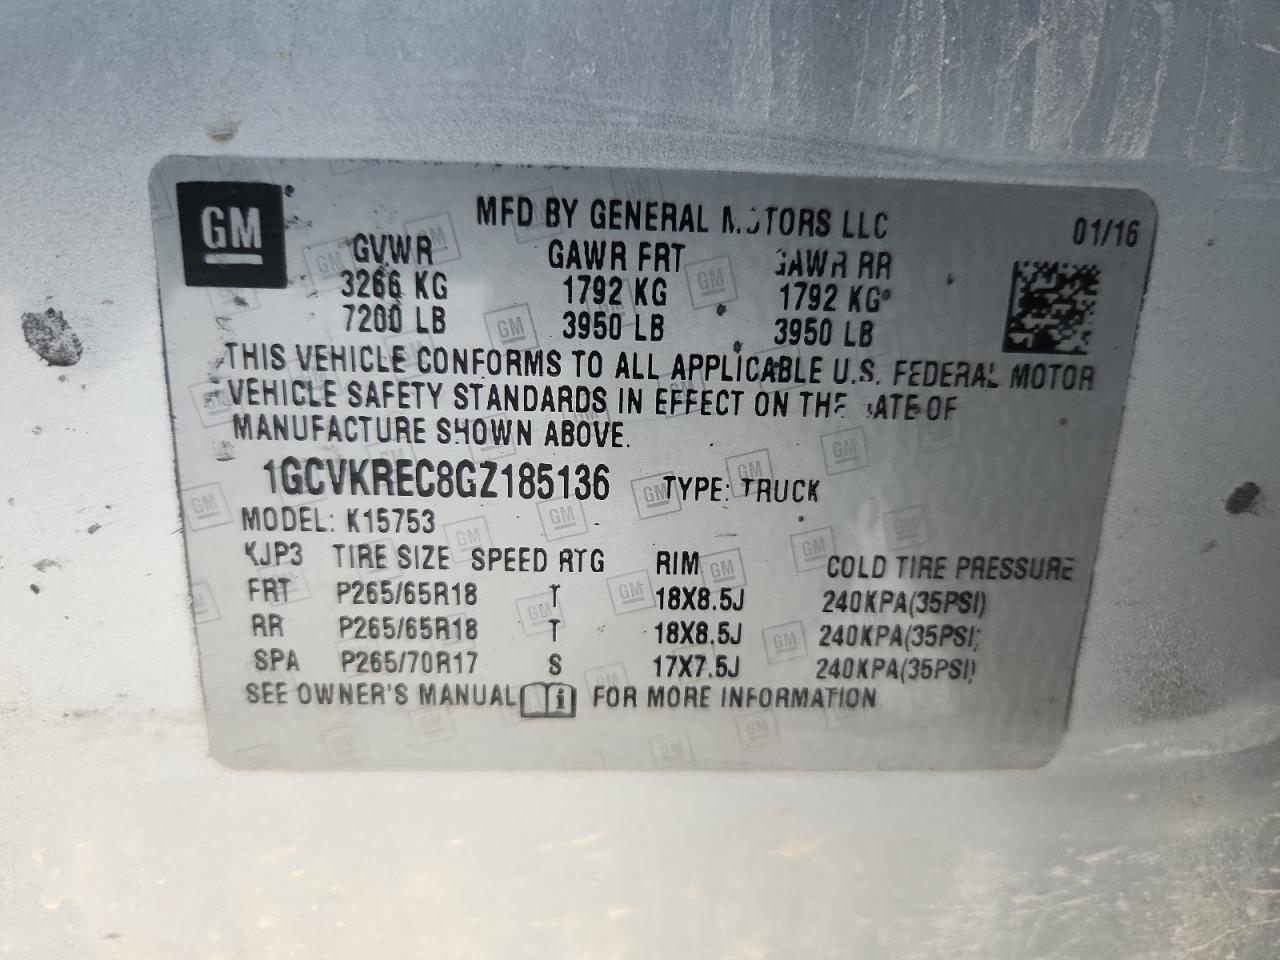 GM
MFD BY GENERAL MOTORS LLC 01/16
GVWR GAWR FRT GAWR RR
3266 KG 1792 KG 1792 KG
7200 LB 3950 LB 3950 LB
THIS VEHICLE CONFORMS TO ALL APPLICABLE U.S. FEDERAL MOTOR
VEHICLE SAFETY STANDARDS IN EFFECT ON THE DATE OF
MANUFACTURE SHOWN ABOVE.
1GCVKREC8GZ185136 TYPE: TRUCK
MODEL: K15753
KJP3 TIRE SIZE SPEED RTG RIM COLD TIRE PRESSURE
FRT P265/65R18 T 18X8.5J 240KPA(35PSI)
RR P265/65R18 T 18X8.5J 240KPA(35PSI)
SPA P265/70R17 S 17X7.5J 240KPA(35PSI)
SEE OWNER'S MANUAL FOR MORE INFORMATION